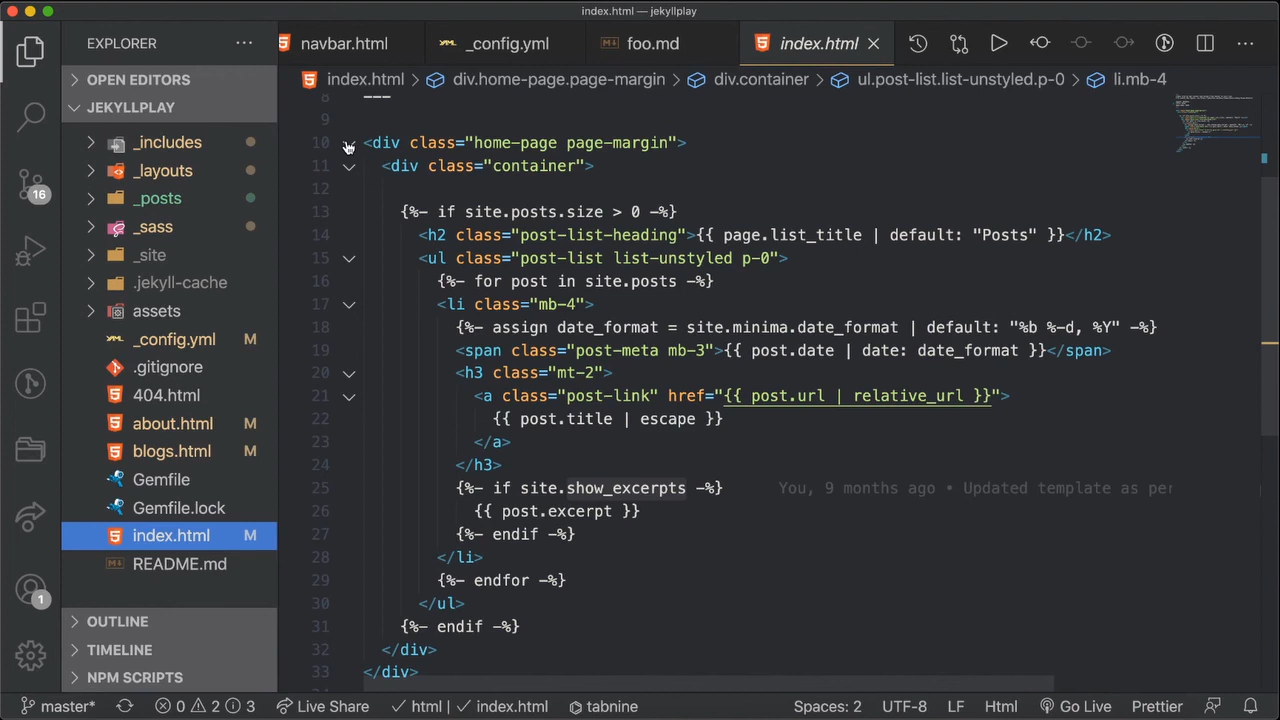 index.html — jekyllplay
EXPLORER
navbar.html
_config.yml
foo.md
index.html
OPEN EDITORS
index.html > div.home-page.page-margin > div.container > ul.post-list.list-unstyled.p-0 > li.mb-4
JEKYLLPLAY
_includes
_layouts
_posts
_sass
_site
.jekyll-cache
assets
_config.yml M
.gitignore
404.html
about.html
blogs.html
Gemfile
Gemfile.lock
index.html M
README.md
OUTLINE
TIMELINE
NPM SCRIPTS
16
1
8 ---
9
10 <div class="home-page page-margin">
11 <div class="container">
12
13 {%- if site.posts.size > 0 -%}
14 <h2 class="post-list-heading">{{ page.list_title | default: "Posts" }}</h2>
15 <ul class="post-list list-unstyled p-0">
16 {%- for post in site.posts -%}
17 <li class="mb-4">
18 {%- assign date_format = site.minima.date_format | default: "%b %-d, %Y" -%}
19 <span class="post-meta mb-3">{{ post.date | date: date_format }}</span>
20 <h3 class="mt-2">
21 <a class="post-link" href="{{ post.url | relative_url }}">
22 {{ post.title | escape }}
23 </a>
24 </h3>
25 {%- if site.show_excerpts -%} You, 9 months ago • Updated template as per
26 {{ post.excerpt }}
27 {%- endif -%}
28 </li>
29 {%- endfor -%}
30 </ul>
31 {%- endif -%}
32 </div>
33 </div>
master* 0 2 3 Live Share html | index.html tabnine Spaces: 2 UTF-8 LF Html Go Live Prettier